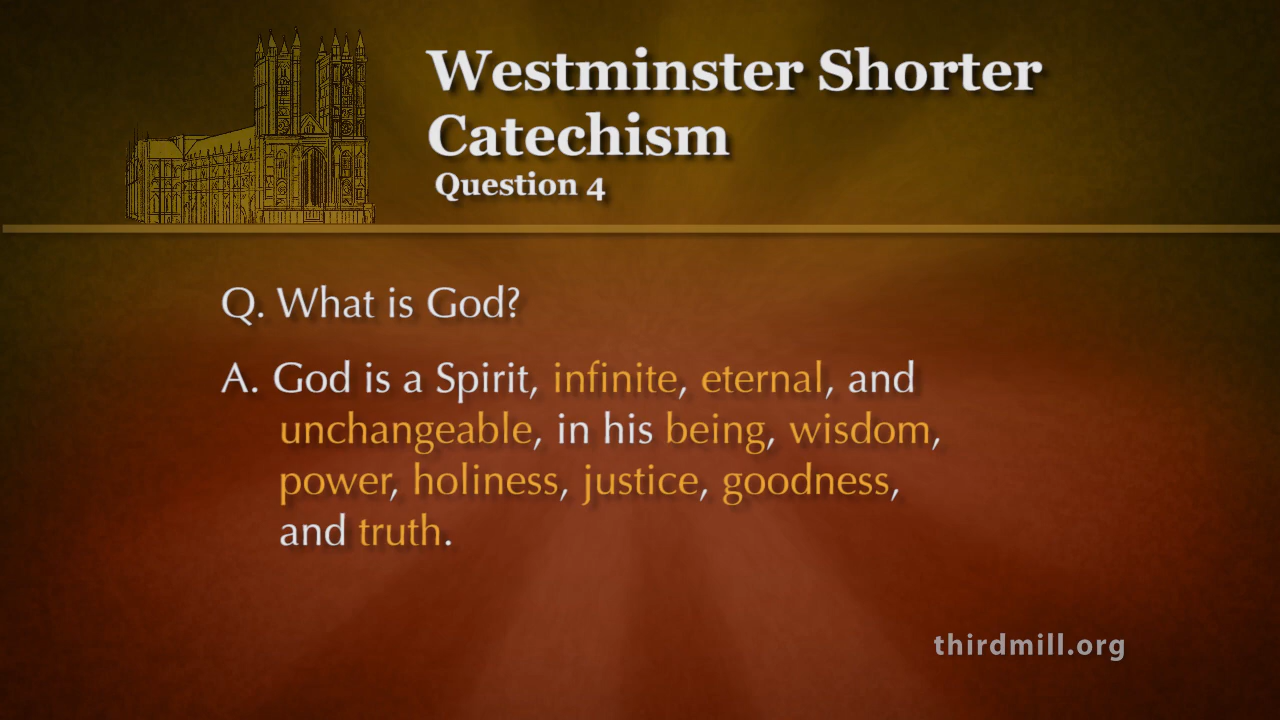 Westminster Shorter
Catechism
Question 4
Q. What is God?
A. God is a Spirit, infinite, eternal, and
unchangeable, in his being, wisdom,
power, holiness, justice, goodness,
and truth.
thirdmill.org